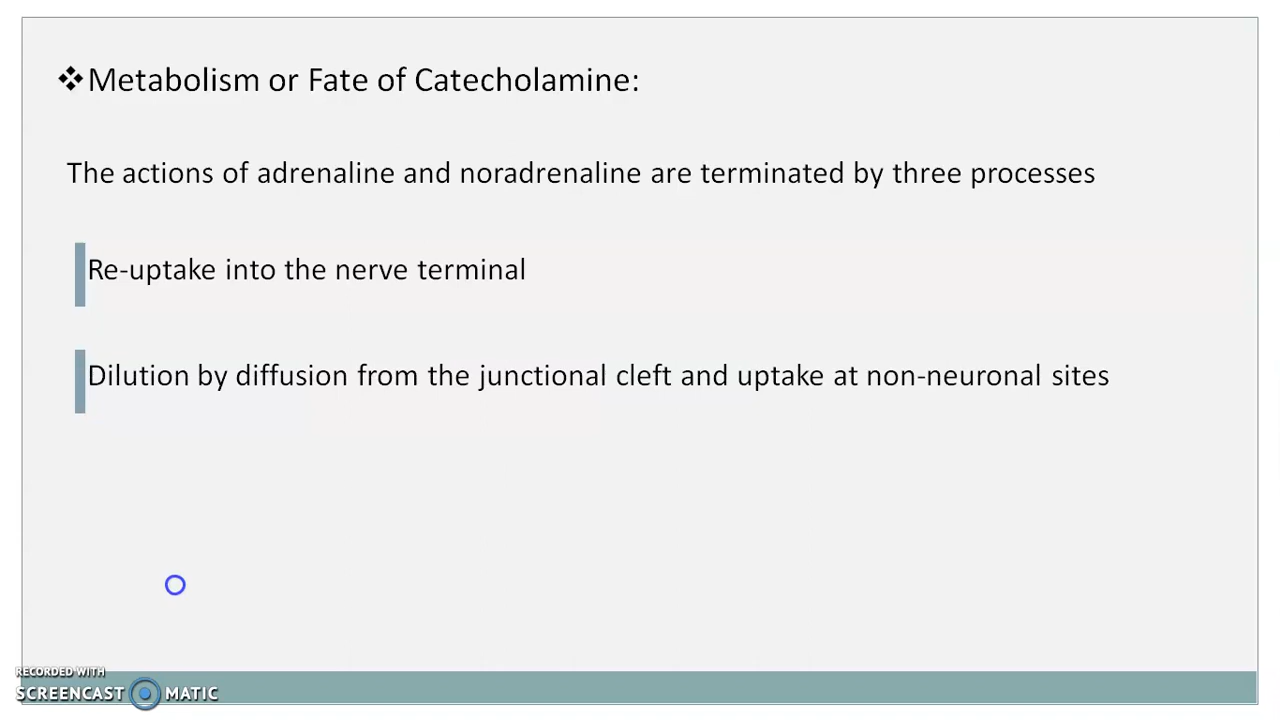 ❖Metabolism or Fate of Catecholamine:
The actions of adrenaline and noradrenaline are terminated by three processes
Re-uptake into the nerve terminal
Dilution by diffusion from the junctional cleft and uptake at non-neuronal sites
RECORDED WITH
SCREENCAST MATIC